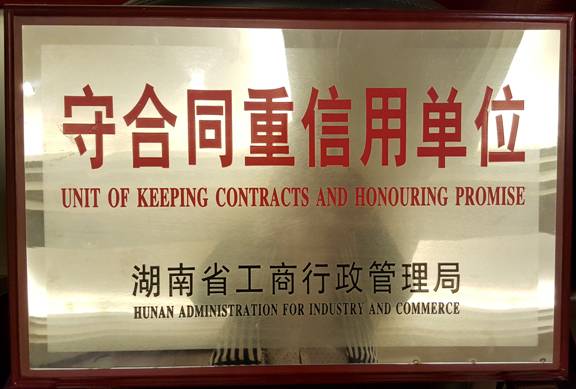 守合同重信用单位
UNIT OF KEEPING CONTRACTS AND HONOURING PROMISE
湖南省工商行政管理局
HUNAN ADMINISTRATION FOR INDUSTRY AND COMMERCE